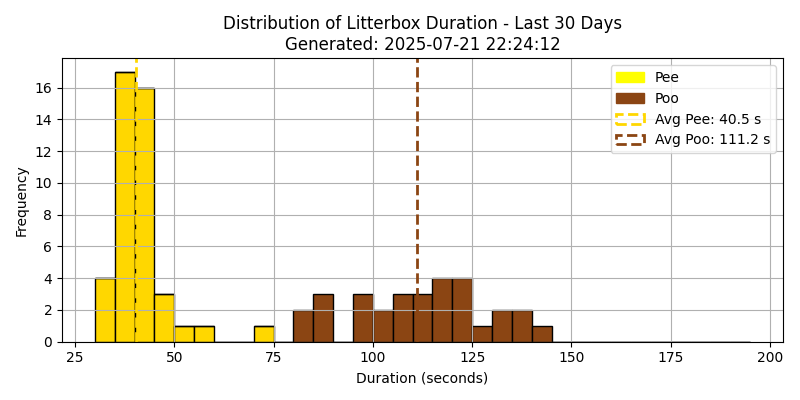 Distribution of Litterbox Duration - Last 30 Days
Generated: 2025-07-21 22:24:12
Pee
Poo
Avg Pee: 40.5 s
Avg Poo: 111.2 s
Frequency
16
14
12
10
8
6
4
2
0
25
50
75
100
125
150
175
200
Duration (seconds)